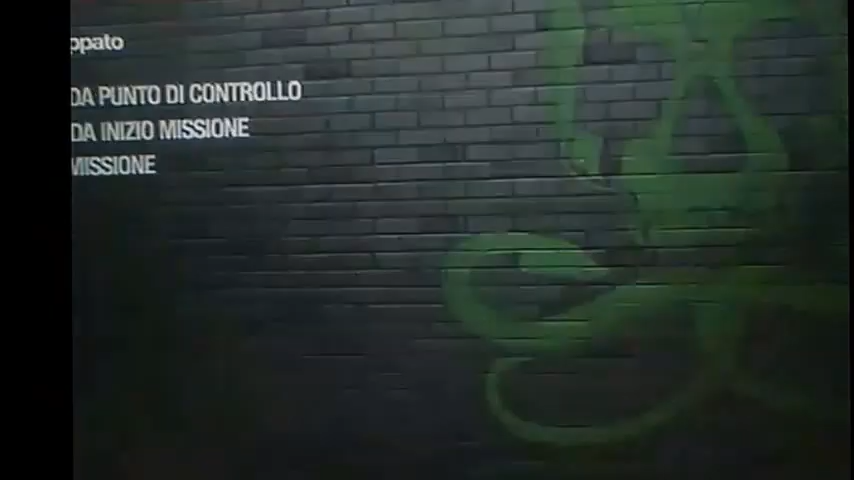 ppato
DA PUNTO DI CONTROLLO
DA INIZIO MISSIONE
MISSIONE